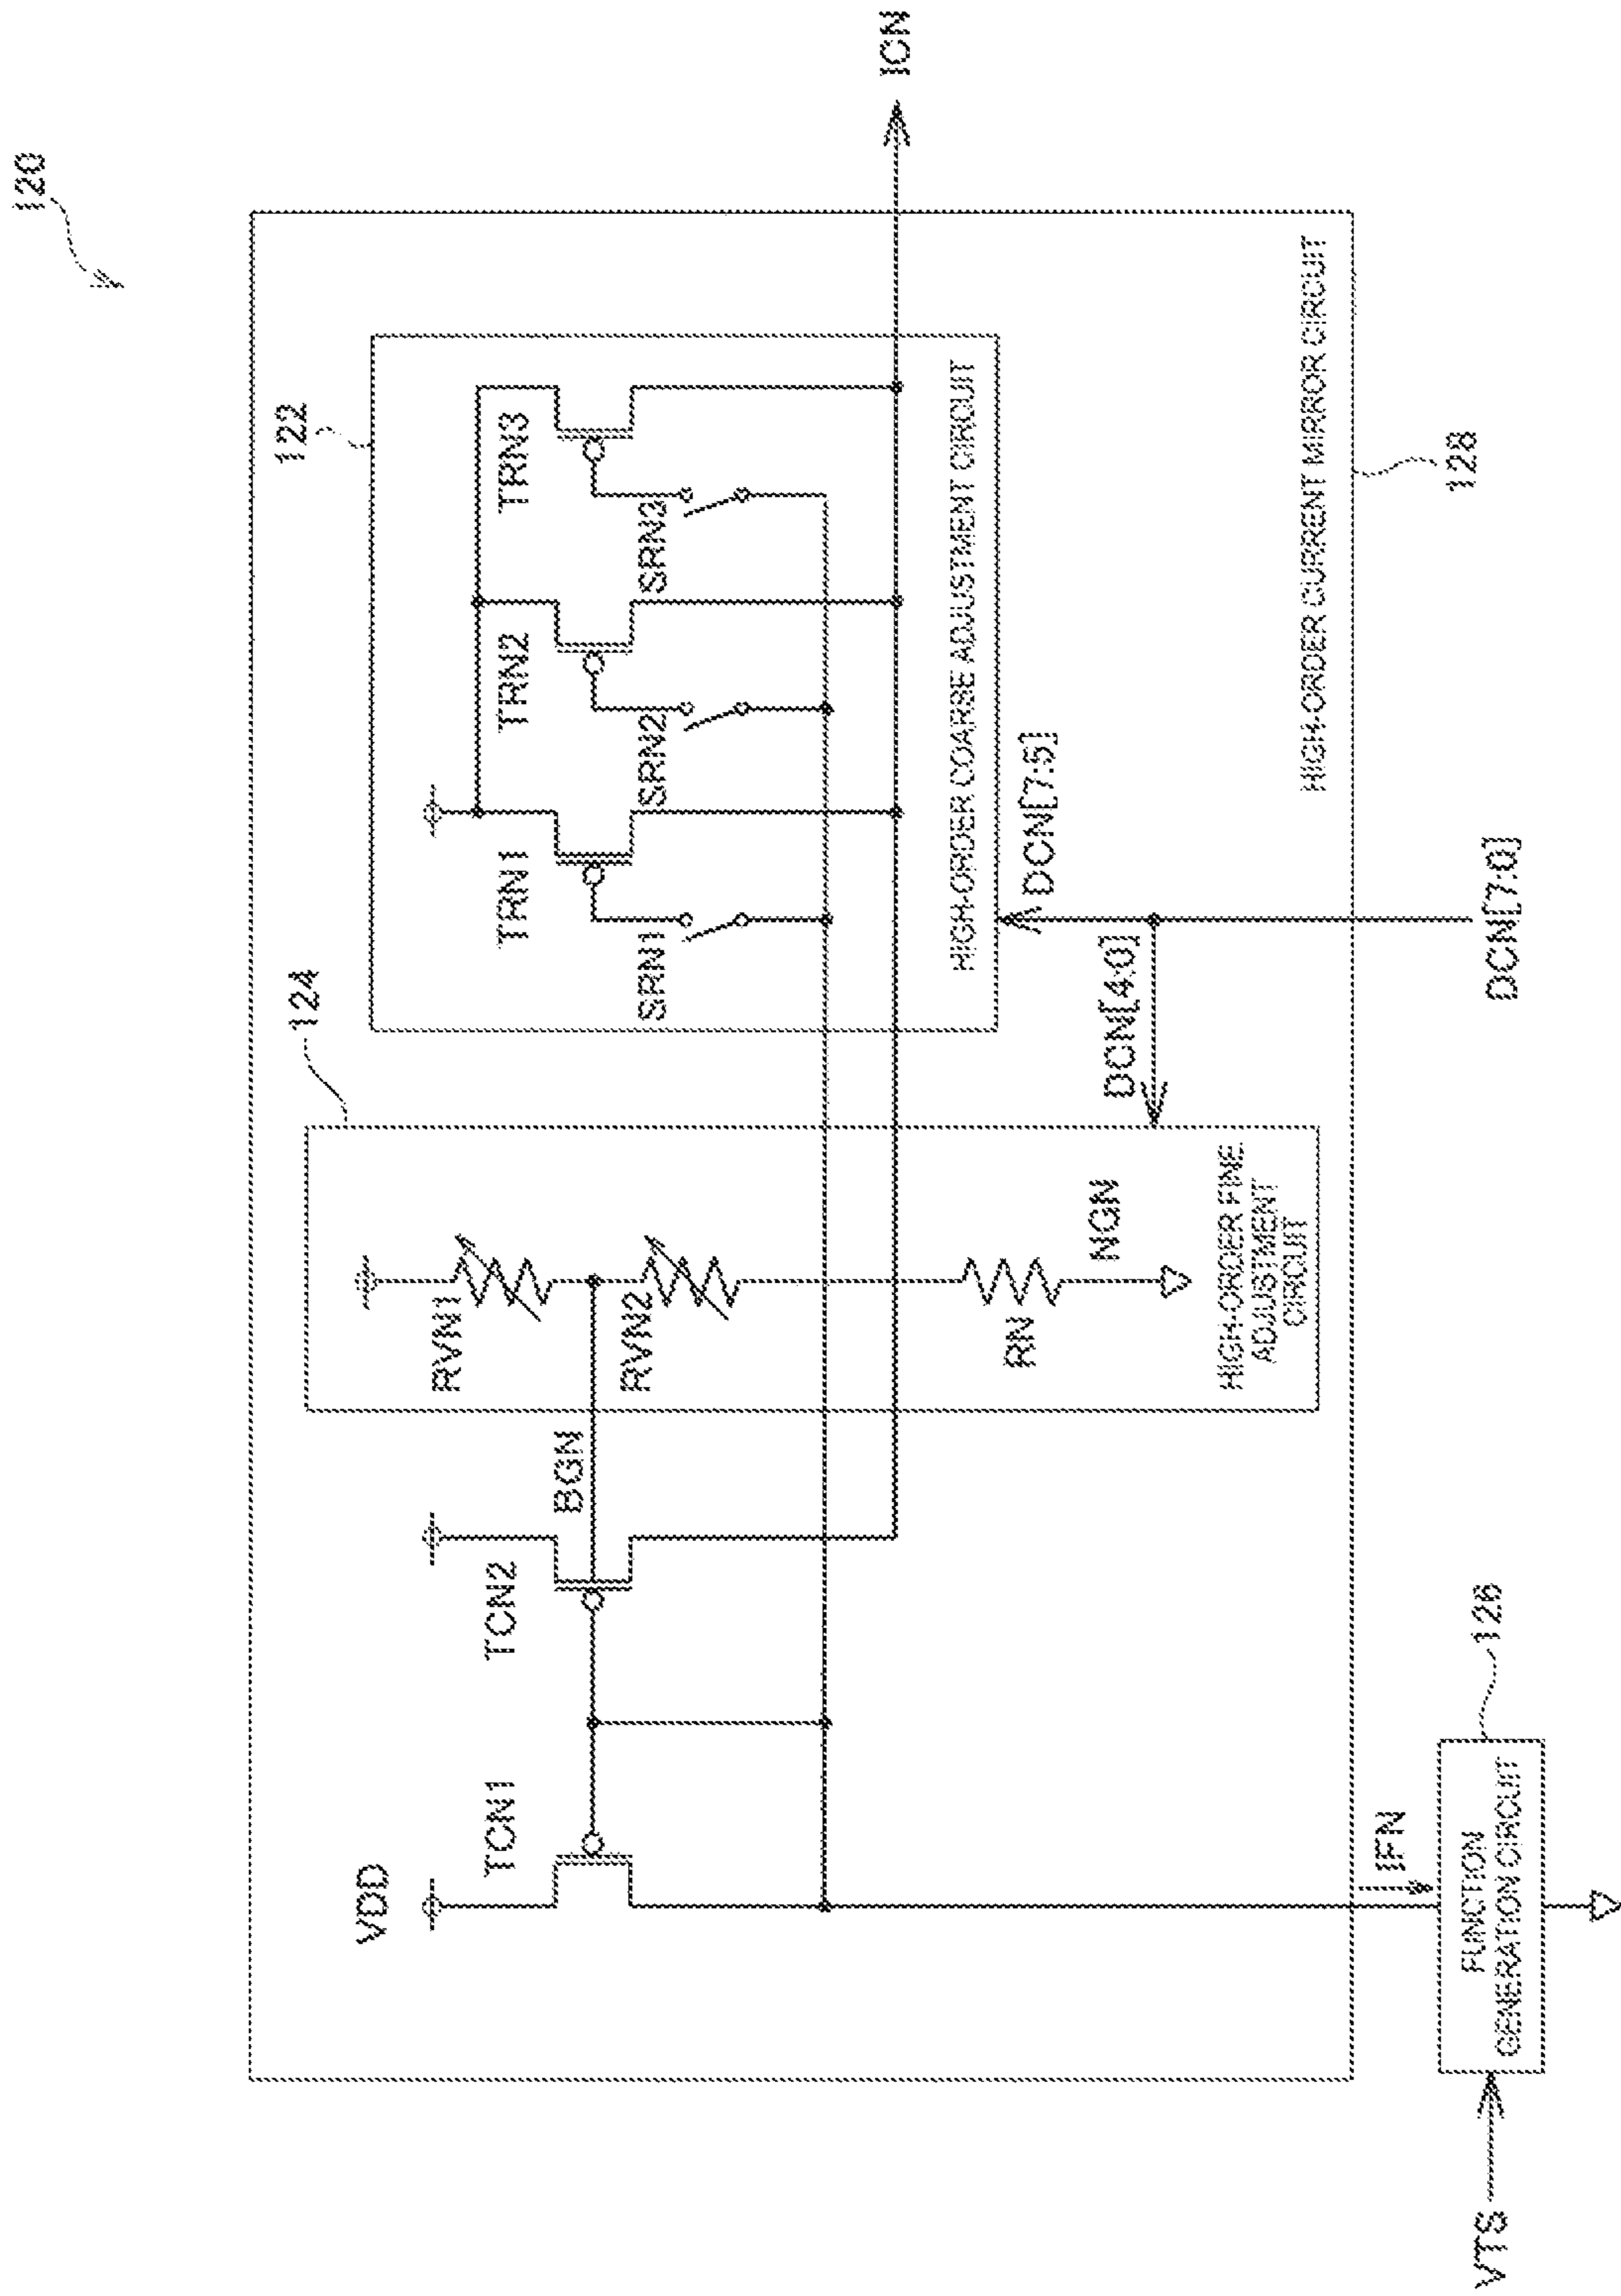 120
VDD
TCN1
TCN2
BGN
124
RVN1
RVN2
RN
NGN
HIGH-ORDER FINE
ADJUSTMENT
CIRCUIT
122
TRN1
TRN2
TRN3
SRN1
SRN2
SRN3
HIGH-ORDER COARSE ADJUSTMENT CIRCUIT
ICN
DCN[4:0]
DCN[7:5]
HIGH-ORDER CURRENT MIRROR CIRCUIT
128
DCN[7:0]
IFN
126
VTS
FUNCTION
GENERATION CIRCUIT